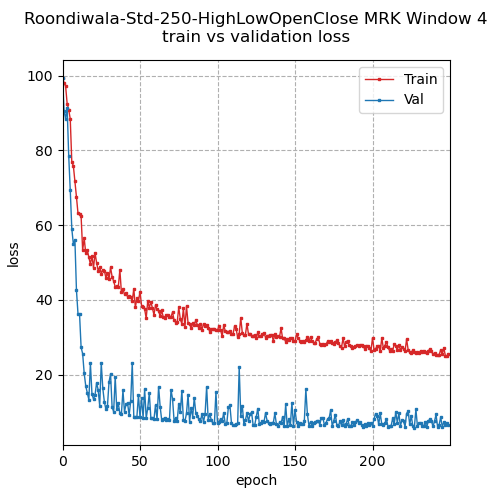 Roondiwala-Std-250-HighLowOpenClose MRK Window 4
train vs validation loss
Train
Val
loss
100
80
60
40
20
0
50
100
150
200
epoch